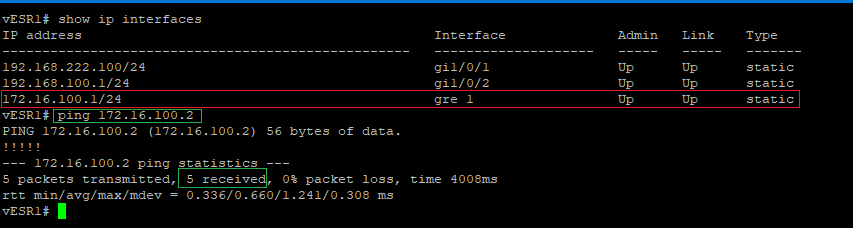 vESR1# show ip interfaces
IP address                                            Interface              Admin   Link    Type
---------------------------------------------------   --------------------   -----   -----   -------
192.168.222.100/24                                    gi1/0/1                Up      Up      static
192.168.100.1/24                                      gi1/0/2                Up      Up      static
172.16.100.1/24                                       gre 1                  Up      Up      static
vESR1# ping 172.16.100.2
PING 172.16.100.2 (172.16.100.2) 56 bytes of data.
!!!!!
--- 172.16.100.2 ping statistics ---
5 packets transmitted, 5 received, 0% packet loss, time 4008ms
rtt min/avg/max/mdev = 0.336/0.660/1.241/0.308 ms
vESR1#